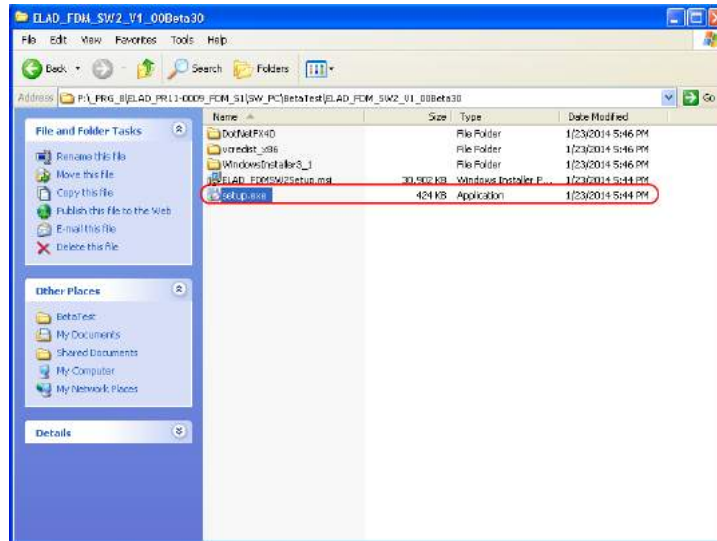 ELAD_FDM_SW2_V1_00Beta30
File Edit View Favorites Tools Help
Back Search Folders
Address P:\_PRG_B\ELAD_PR11-0009_FDM_S1\SW_PC\BetaTest\ELAD_FDM_SW2_V1_00Beta30 Go
File and Folder Tasks
Rename this file
Move this file
Copy this file
Publish this file to the Web
E-mail this file
Delete this file
Other Places
BetaTest
My Documents
Shared Documents
My Computer
My Network Places
Details
Name Size Type Date Modified
DotNetFX40 File Folder 1/23/2014 5:46 PM
vcredist_x86 File Folder 1/23/2014 5:46 PM
WindowsInstaller3_1 File Folder 1/23/2014 5:46 PM
ELAD_FDMSW2Setup.msi 30,902 KB Windows Installer P... 1/23/2014 5:44 PM
setup.exe 424 KB Application 1/23/2014 5:44 PM